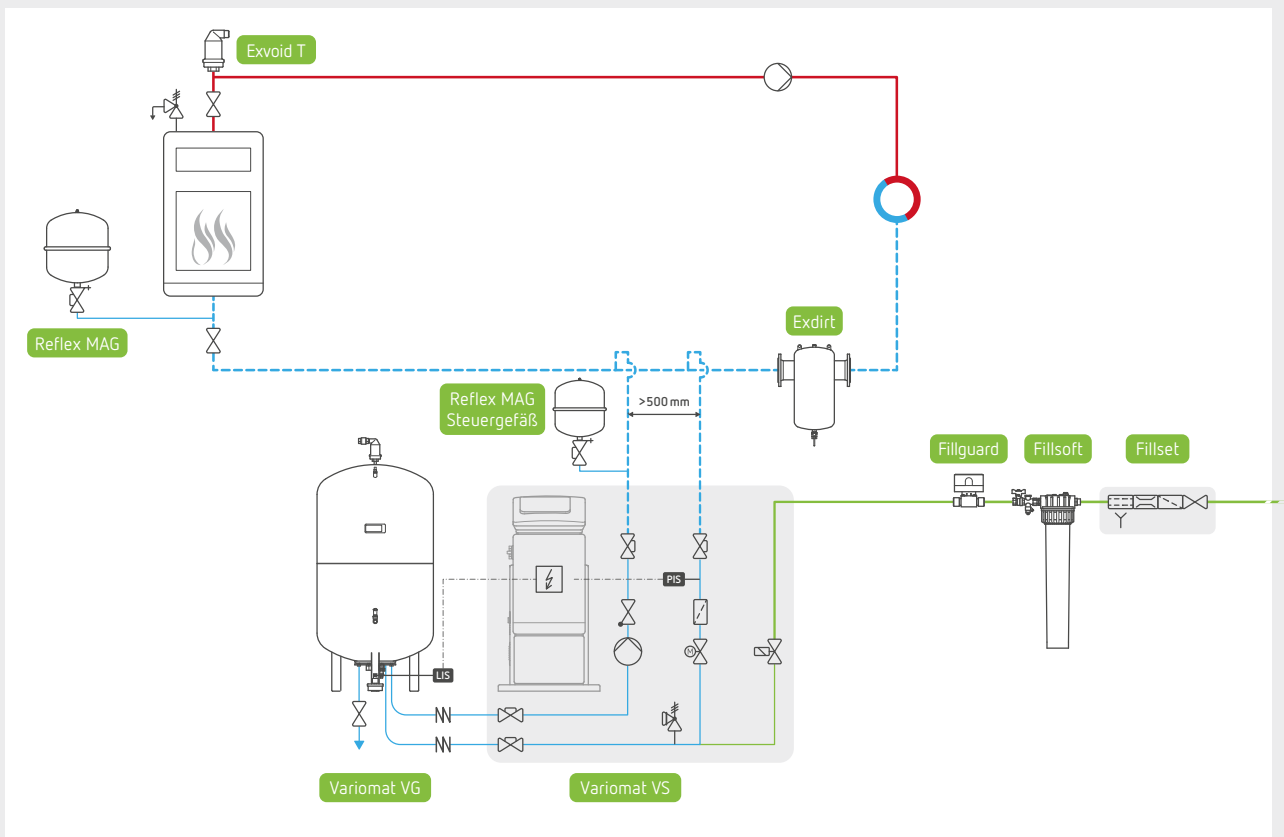 Exvoid T
Reflex MAG
Exdirt
Reflex MAG
Steuergefäß
>500 mm
Fillguard
Fillsoft
Fillset
PIS
M
LIS
Variomat VG
Variomat VS